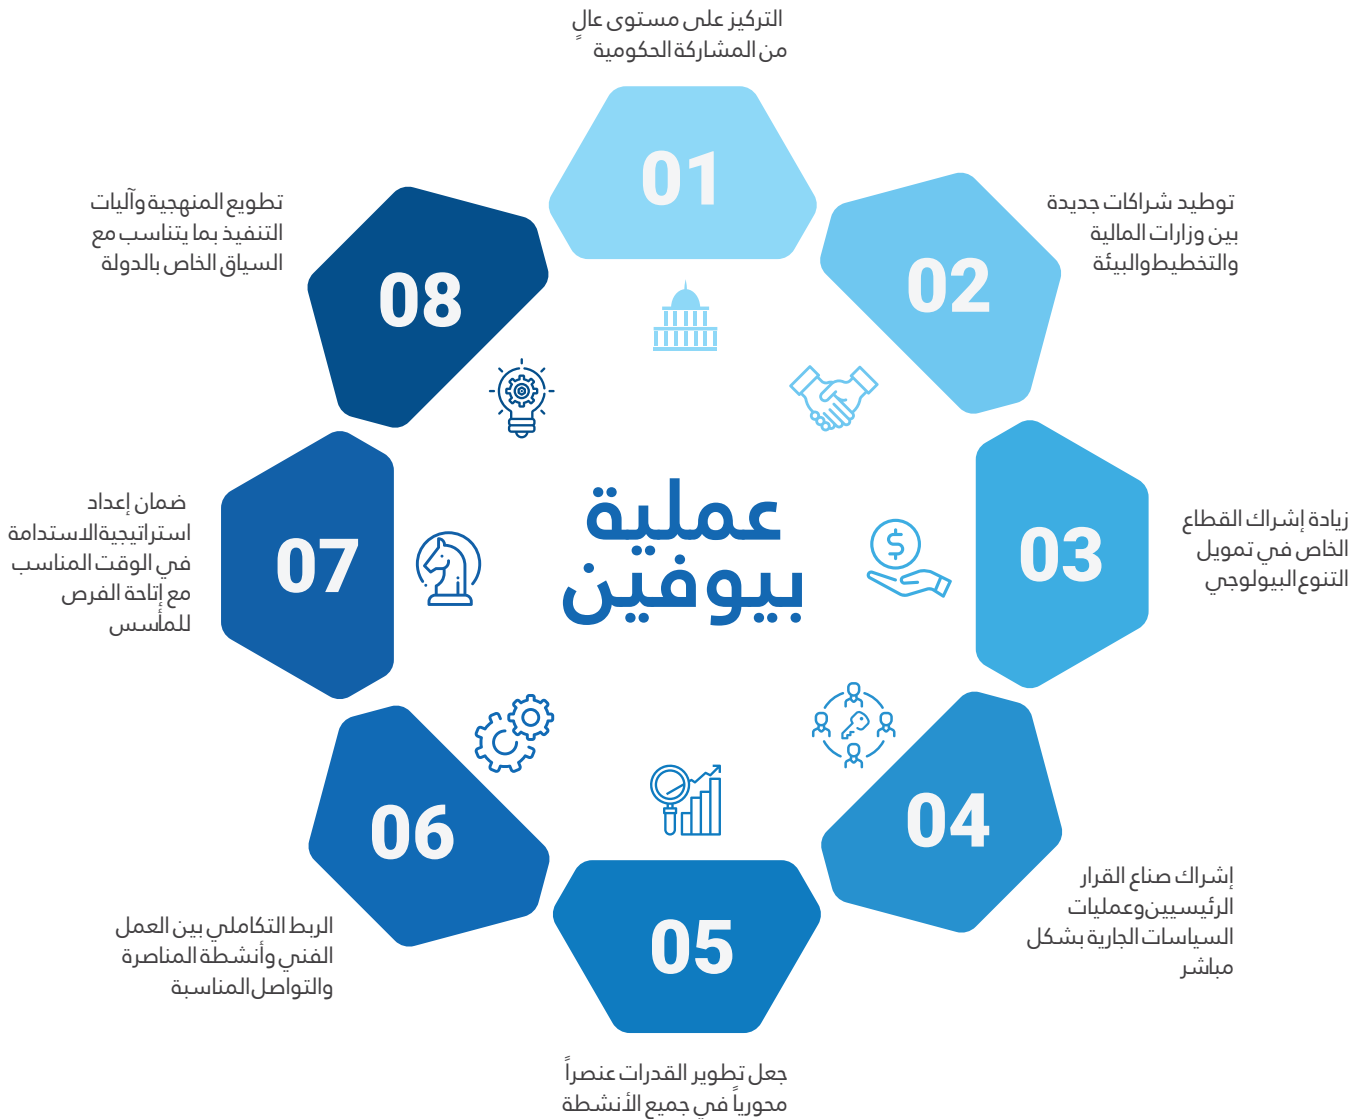 التركيز على مستوى عالٍ
من المشاركة الحكومية
01
توطيد شراكات جديدة
بين وزارات المالية
والتخطيط والبيئة
02
زيادة إشراك القطاع
الخاص في تمويل
التنوع البيولوجي
03
إشراك صناع القرار
الرئيسيين وعمليات
السياسات الجارية بشكل
مباشر
04
جعل تطوير القدرات عنصراً
محورياً في جميع الأنشطة
05
الربط التكاملي بين العمل
الفني وأنشطة المناصرة
والتواصل المناسبة
06
ضمان إعداد
استراتيجية الاستدامة
في الوقت المناسب
مع إتاحة الفرص
للمأسس
07
تطويع المنهجية وآليات
التنفيذ بما يتناسب مع
السياق الخاص بالدولة
08
عملية
بيوفين